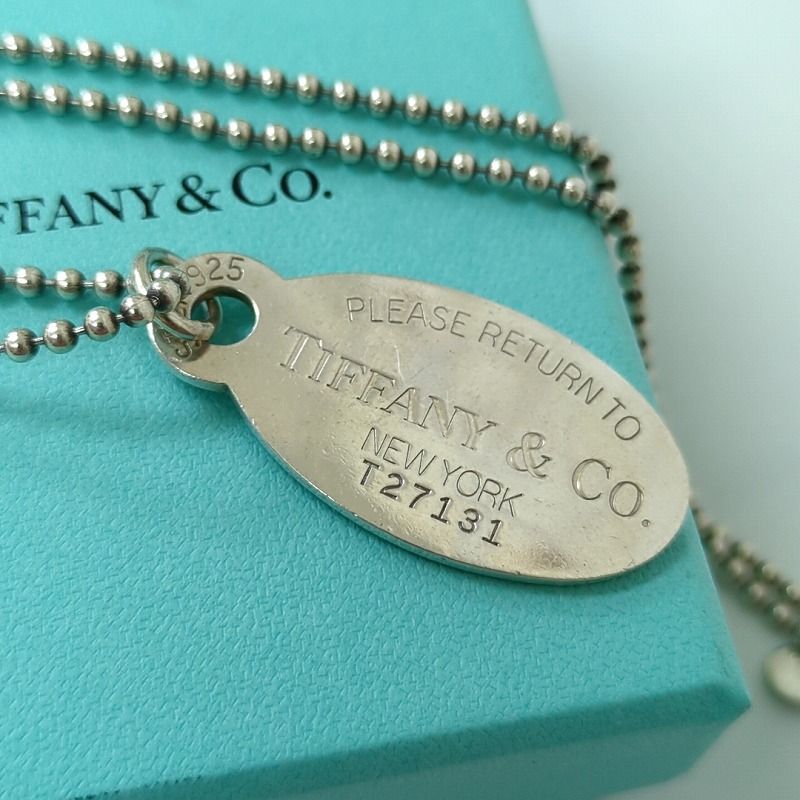 FFANY & CO.
925
PLEASE RETURN TO
TIFFANY & CO.
NEW YORK
T27131